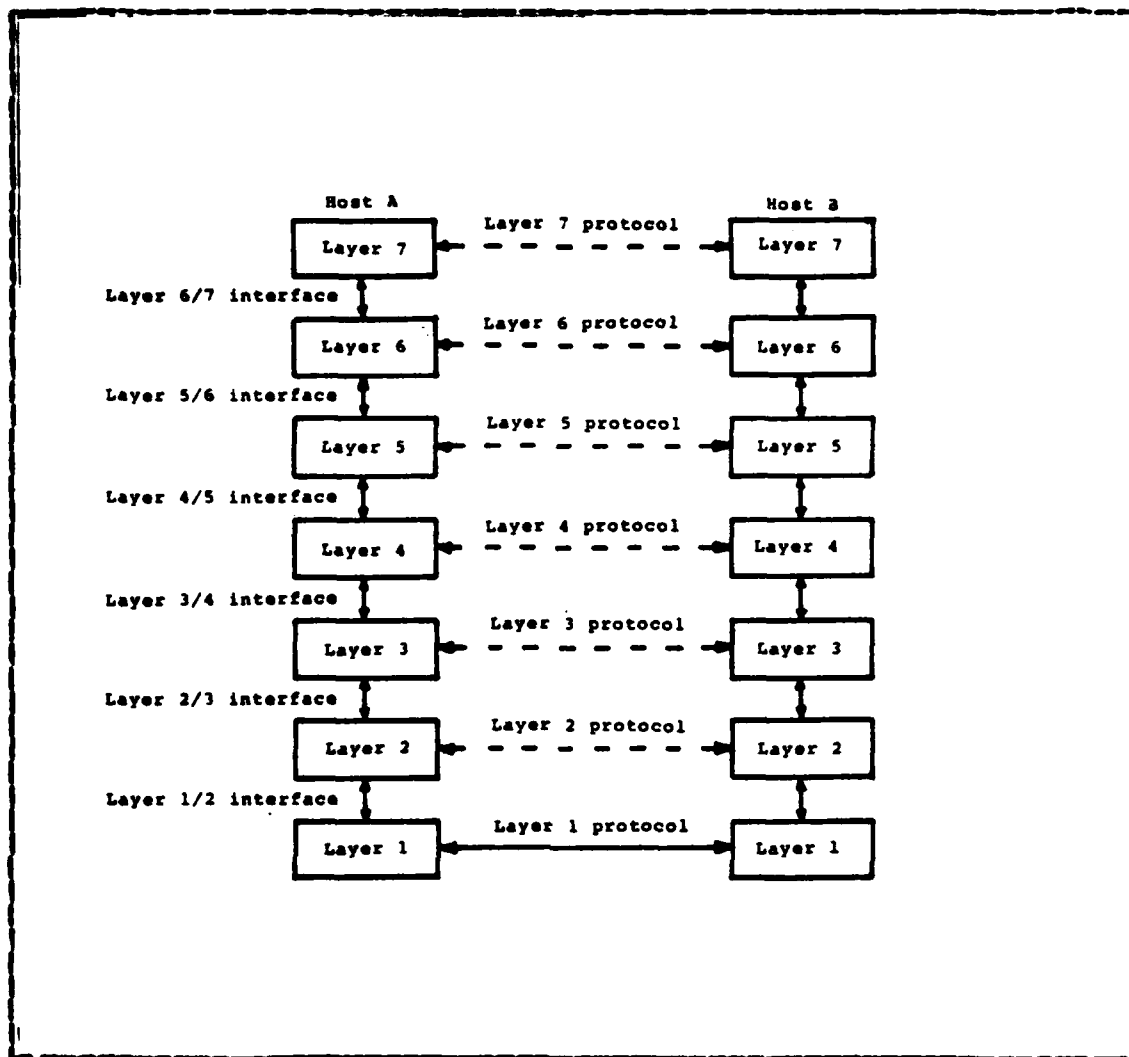 Host A
Host B
Layer 7 protocol
Layer 7
Layer 7
Layer 6/7 interface
Layer 6 protocol
Layer 6
Layer 6
Layer 5/6 interface
Layer 5 protocol
Layer 5
Layer 5
Layer 4/5 interface
Layer 4 protocol
Layer 4
Layer 4
Layer 3/4 interface
Layer 3 protocol
Layer 3
Layer 3
Layer 2/3 interface
Layer 2 protocol
Layer 2
Layer 2
Layer 1/2 interface
Layer 1 protocol
Layer 1
Layer 1